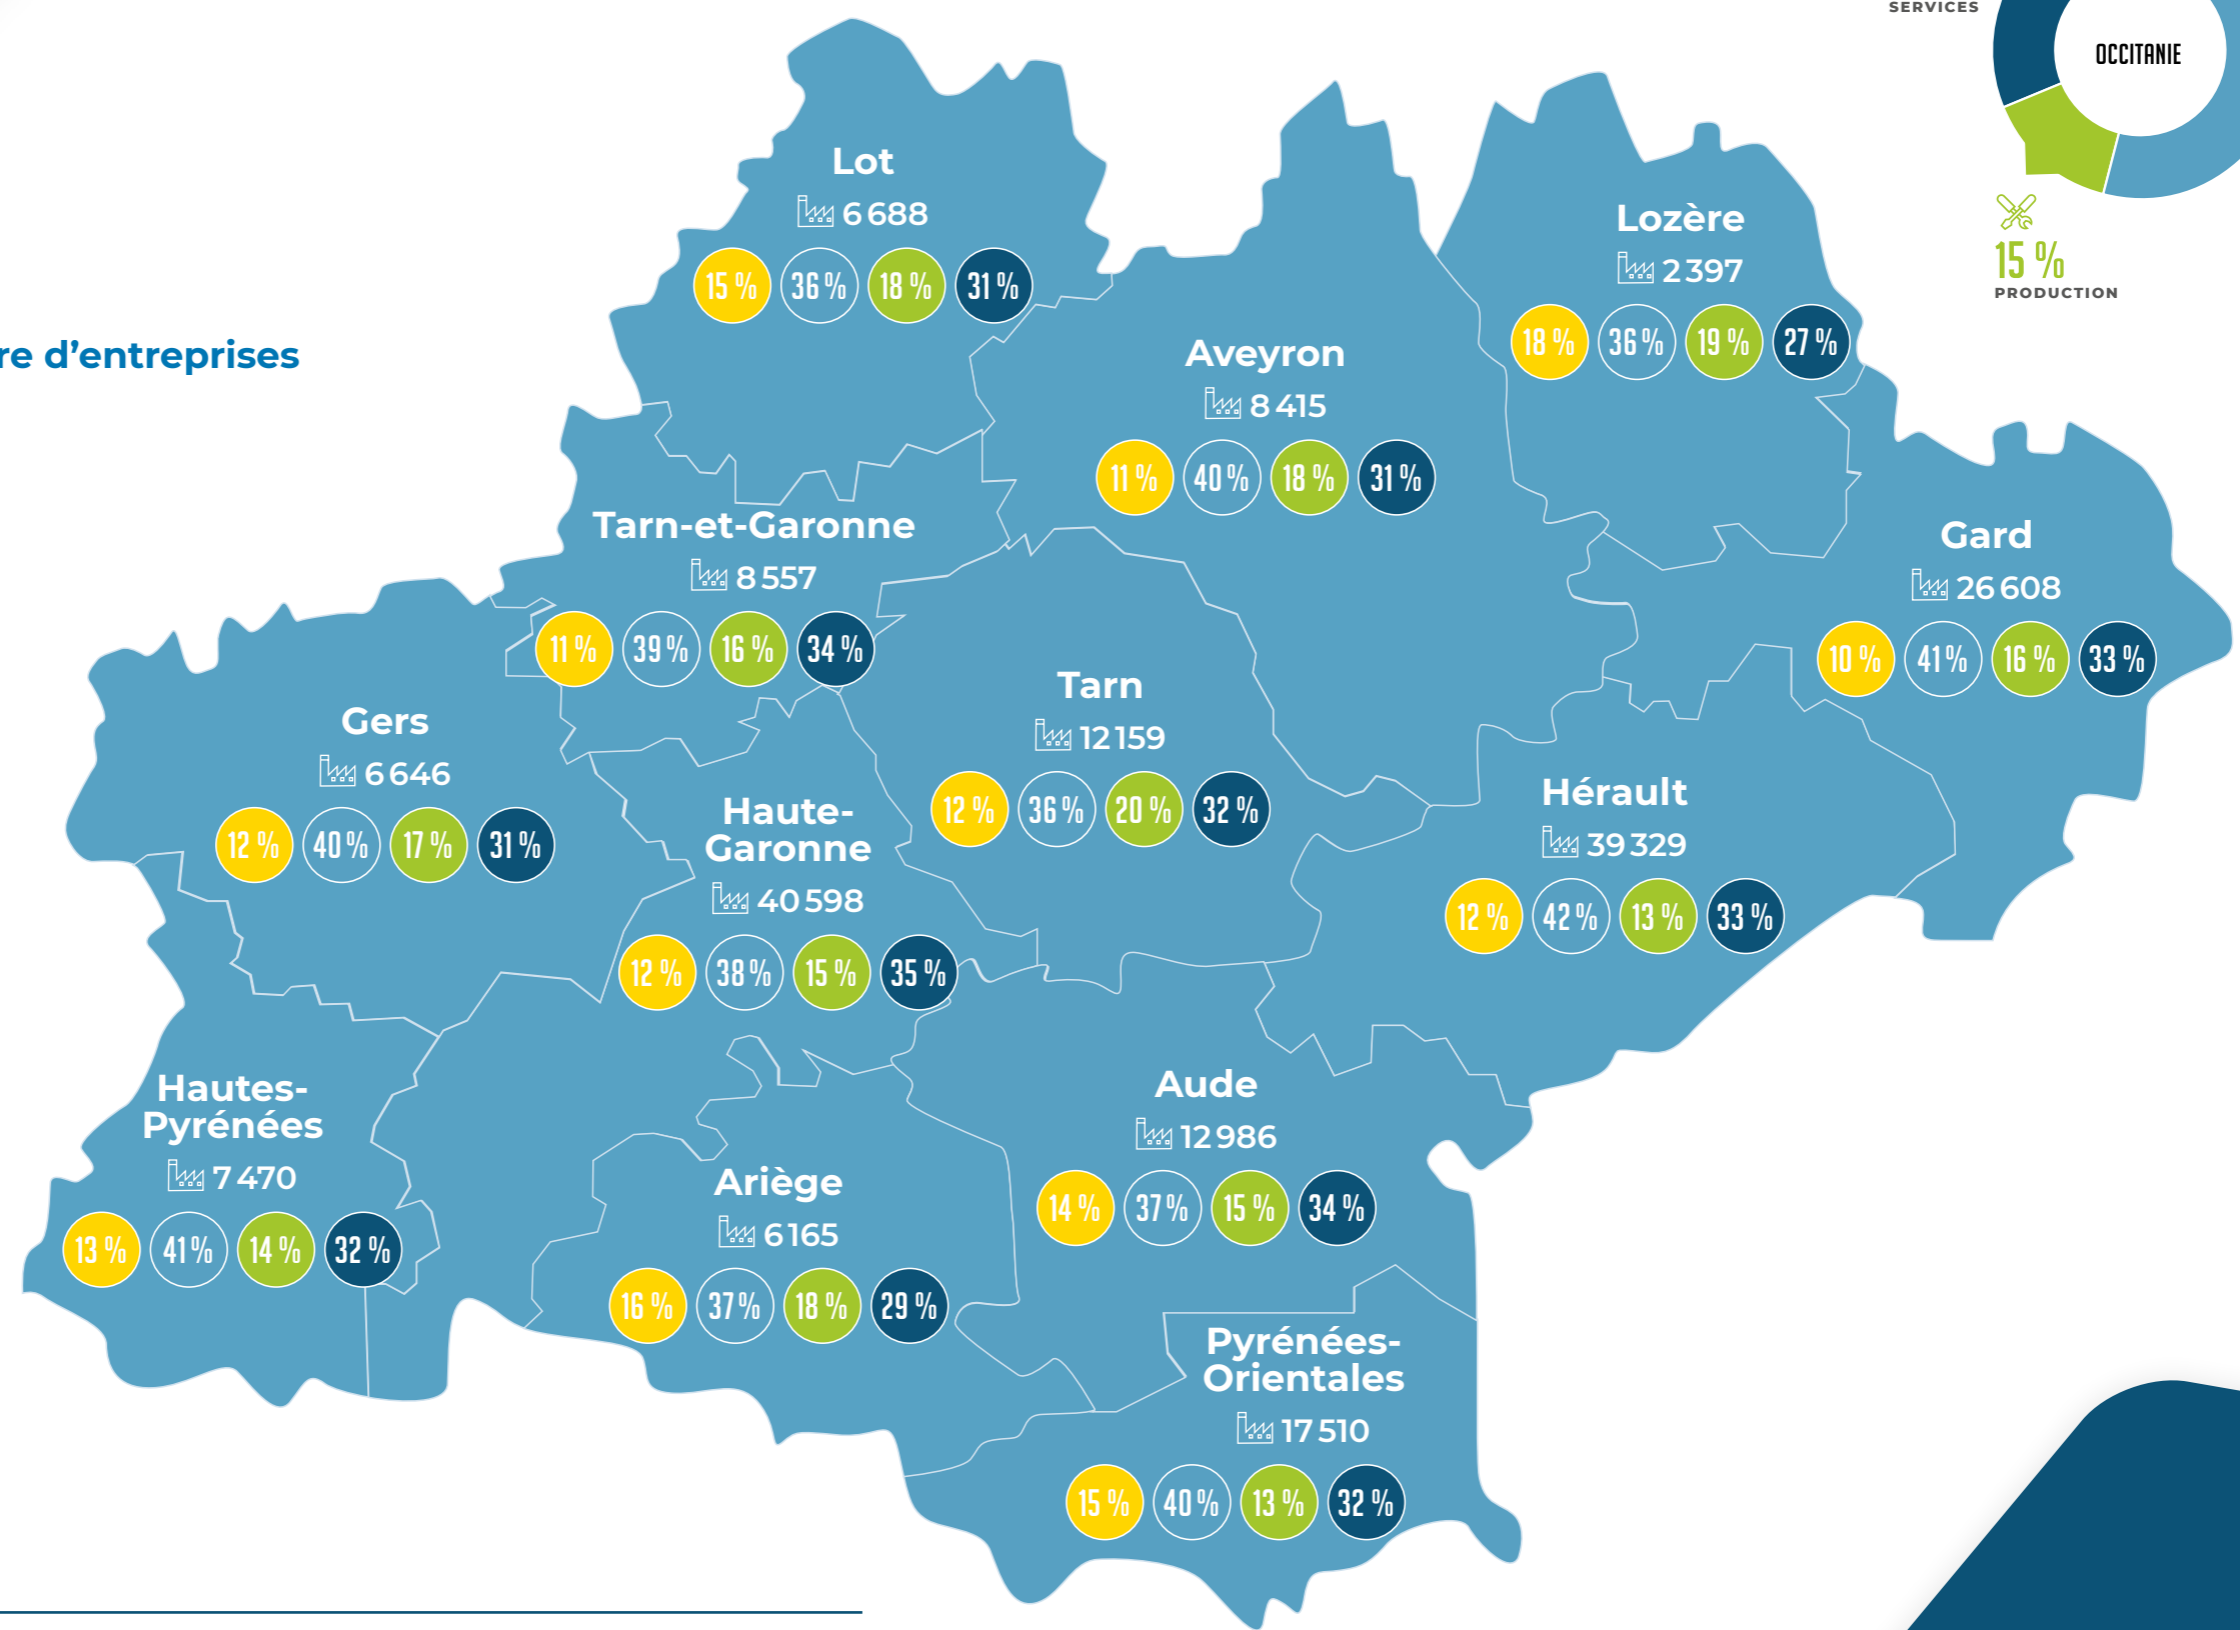 SERVICES
OCCITANIE
15 %
PRODUCTION
re d’entreprises
Lot
6 688
15 % 36 % 18 % 31 %
Lozère
2 397
18 % 36 % 19 % 27 %
Aveyron
8 415
11 % 40 % 18 % 31 %
Tarn-et-Garonne
8 557
11 % 39 % 16 % 34 %
Gard
26 608
10 % 41 % 16 % 33 %
Gers
6 646
12 % 40 % 17 % 31 %
Tarn
12 159
12 % 36 % 20 % 32 %
Haute-
Garonne
40 598
12 % 38 % 15 % 35 %
Hérault
39 329
12 % 42 % 13 % 33 %
Hautes-
Pyrénées
7 470
13 % 41 % 14 % 32 %
Ariège
6 165
16 % 37 % 18 % 29 %
Aude
12 986
14 % 37 % 15 % 34 %
Pyrénées-
Orientales
17 510
15 % 40 % 13 % 32 %